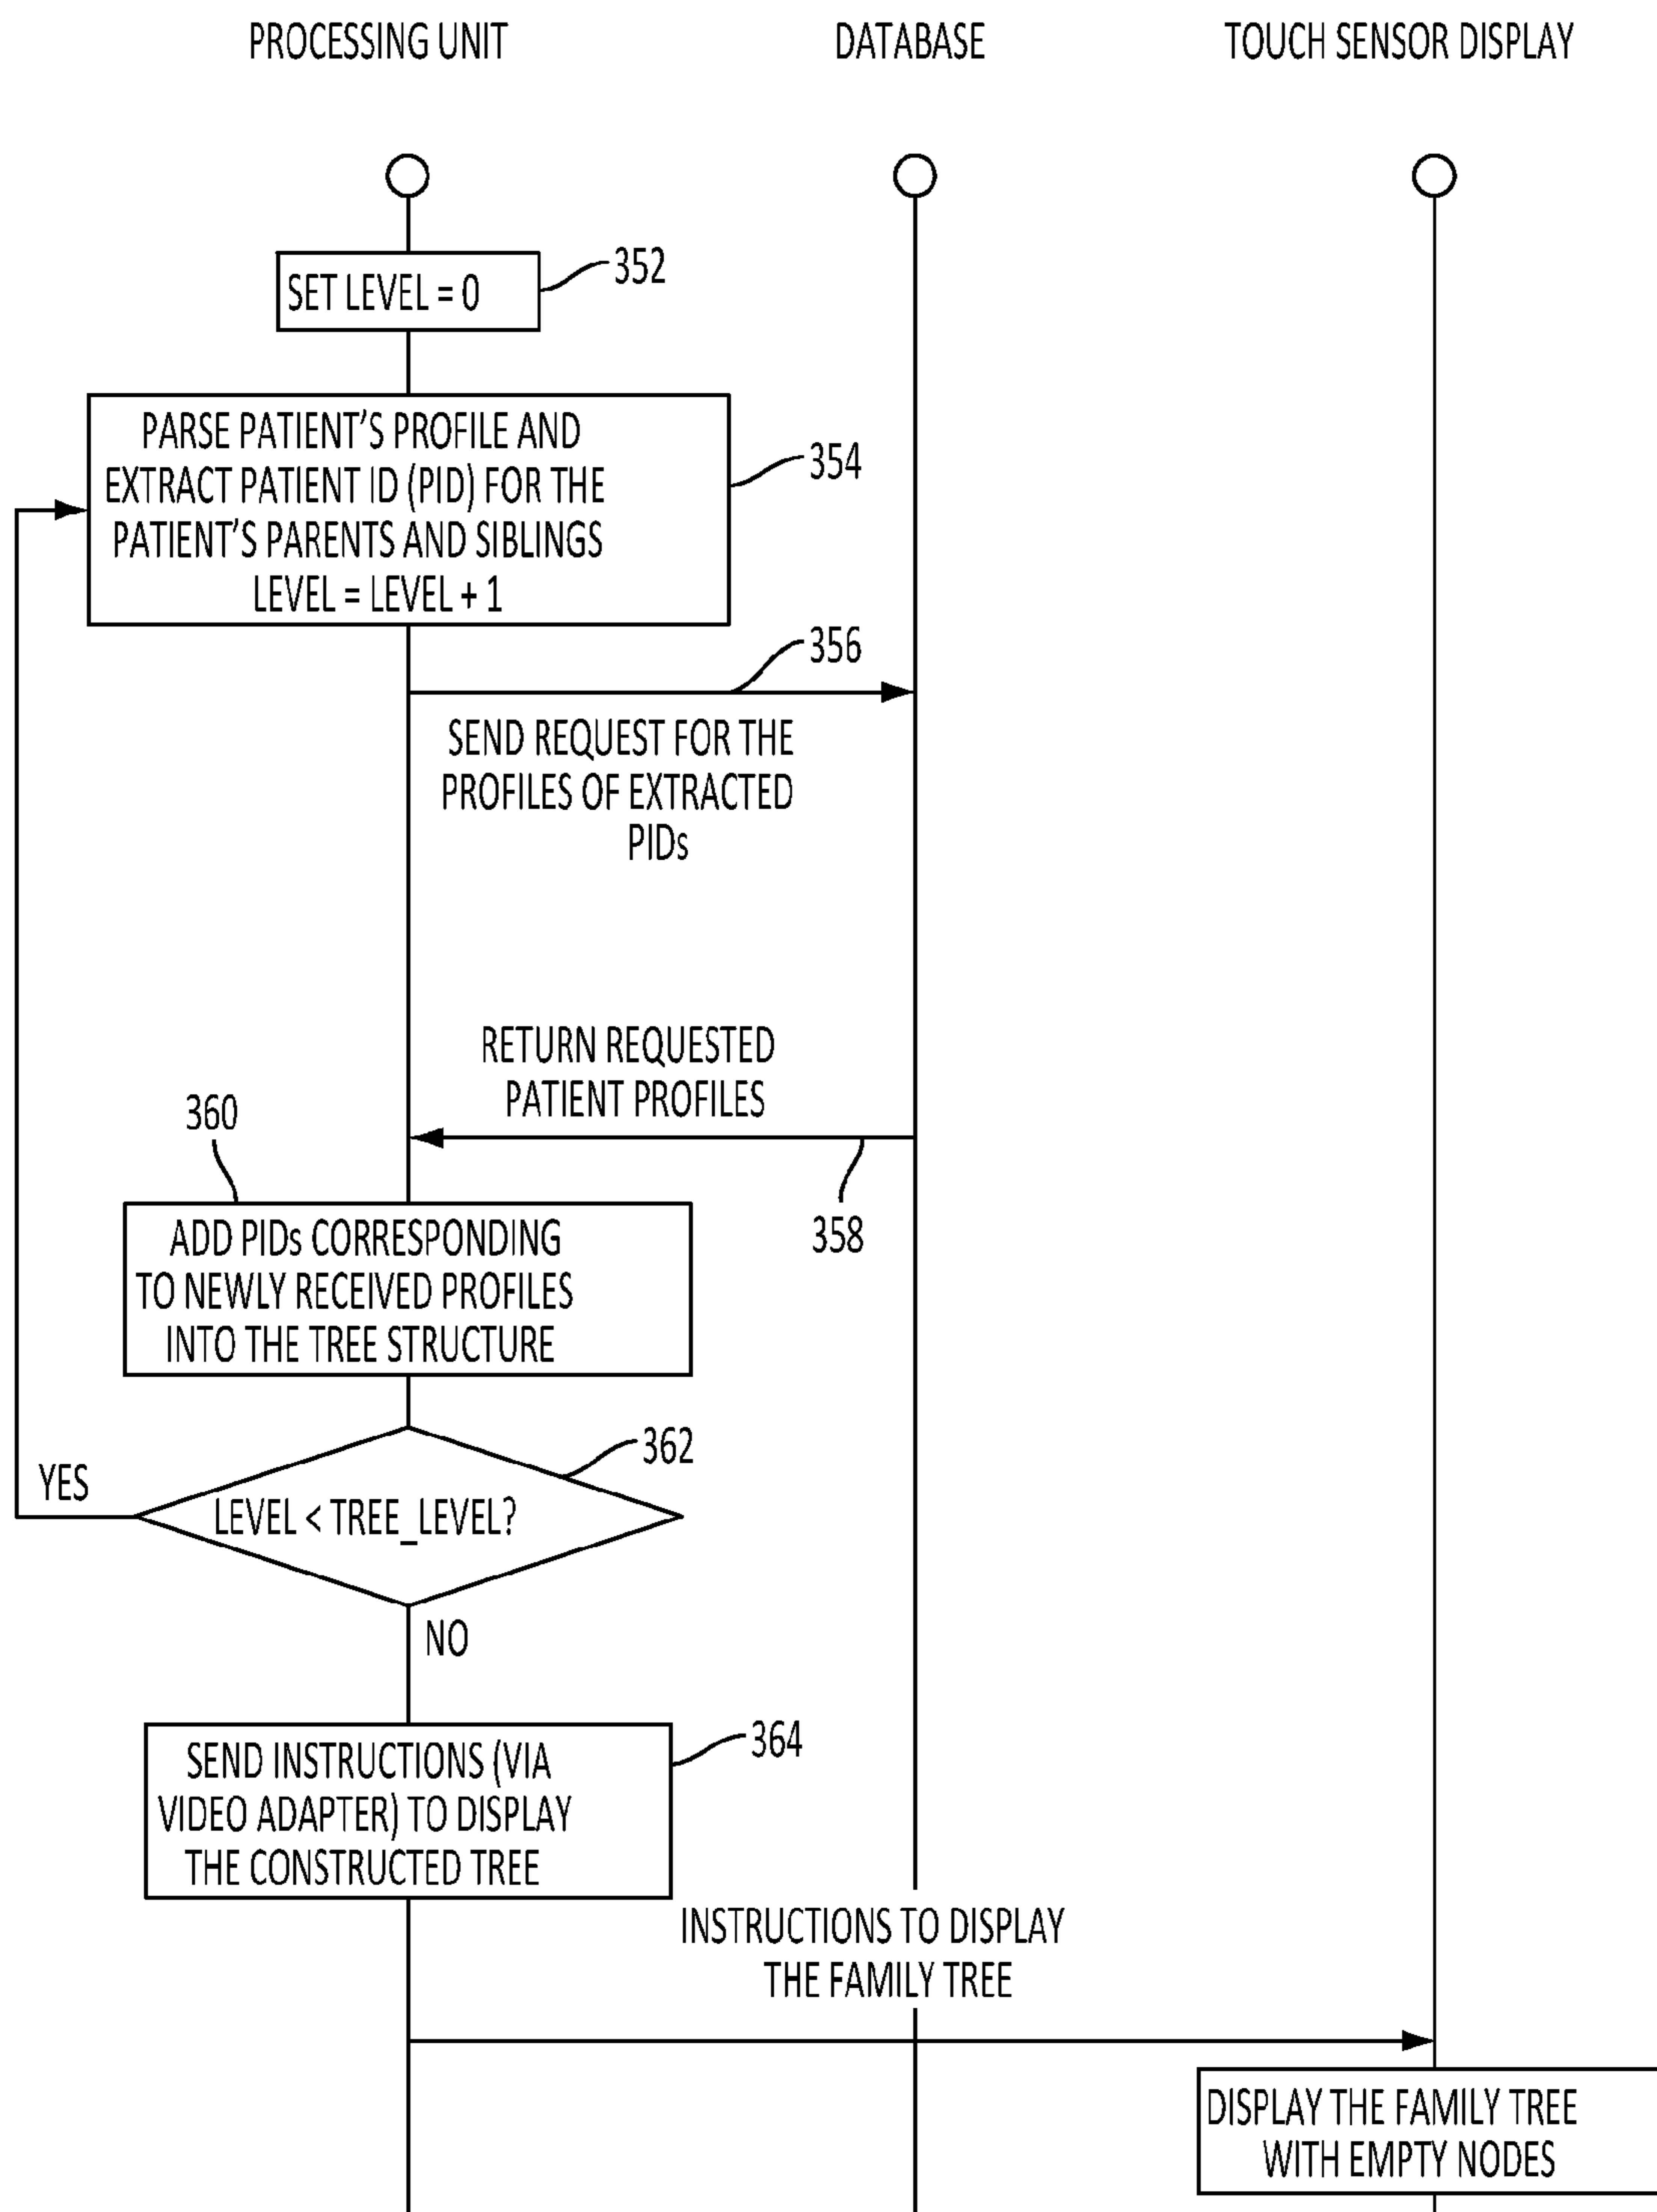 PROCESSING UNIT
DATABASE
TOUCH SENSOR DISPLAY
SET LEVEL = 0
352
PARSE PATIENT'S PROFILE AND
EXTRACT PATIENT ID (PID) FOR THE
PATIENT'S PARENTS AND SIBLINGS
LEVEL = LEVEL + 1
354
356
SEND REQUEST FOR THE
PROFILES OF EXTRACTED
PIDs
RETURN REQUESTED
PATIENT PROFILES
358
360
ADD PIDs CORRESPONDING
TO NEWLY RECEIVED PROFILES
INTO THE TREE STRUCTURE
362
YES
LEVEL < TREE_LEVEL?
NO
364
SEND INSTRUCTIONS (VIA
VIDEO ADAPTER) TO DISPLAY
THE CONSTRUCTED TREE
INSTRUCTIONS TO DISPLAY
THE FAMILY TREE
DISPLAY THE FAMILY TREE
WITH EMPTY NODES